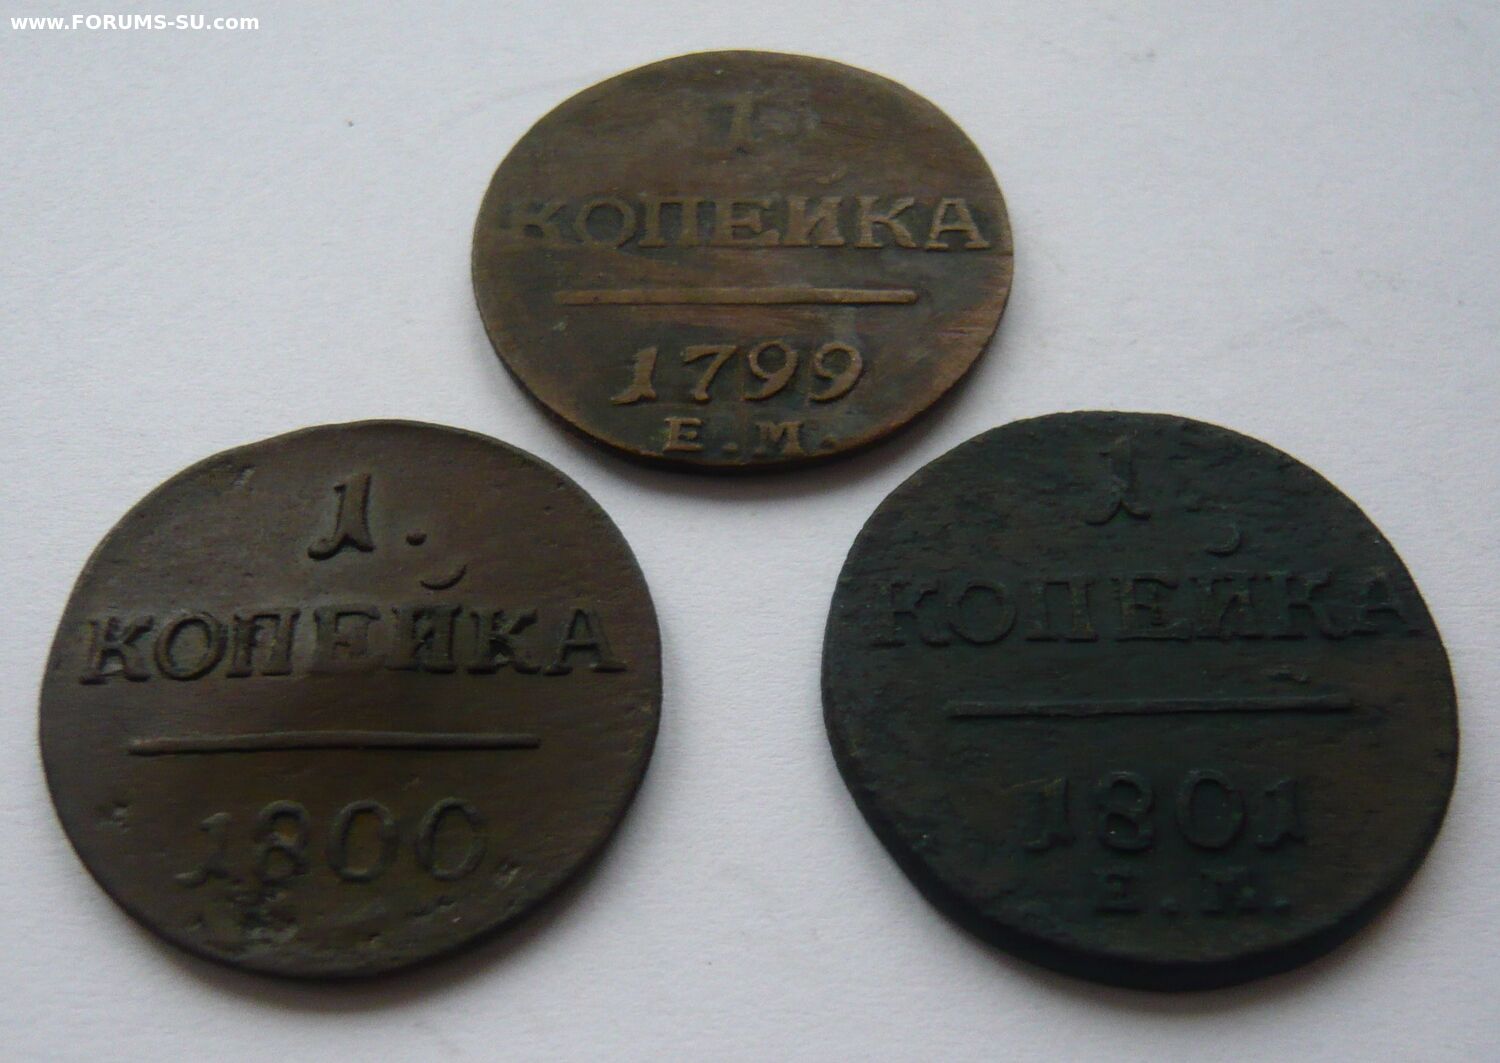 www.FORUMS-SU.com
1
КОПЕЙКА
1799
Е.М.
1.
КОПЕЙКА
1800
1
КОПЕЙКА
1801
Е.М.